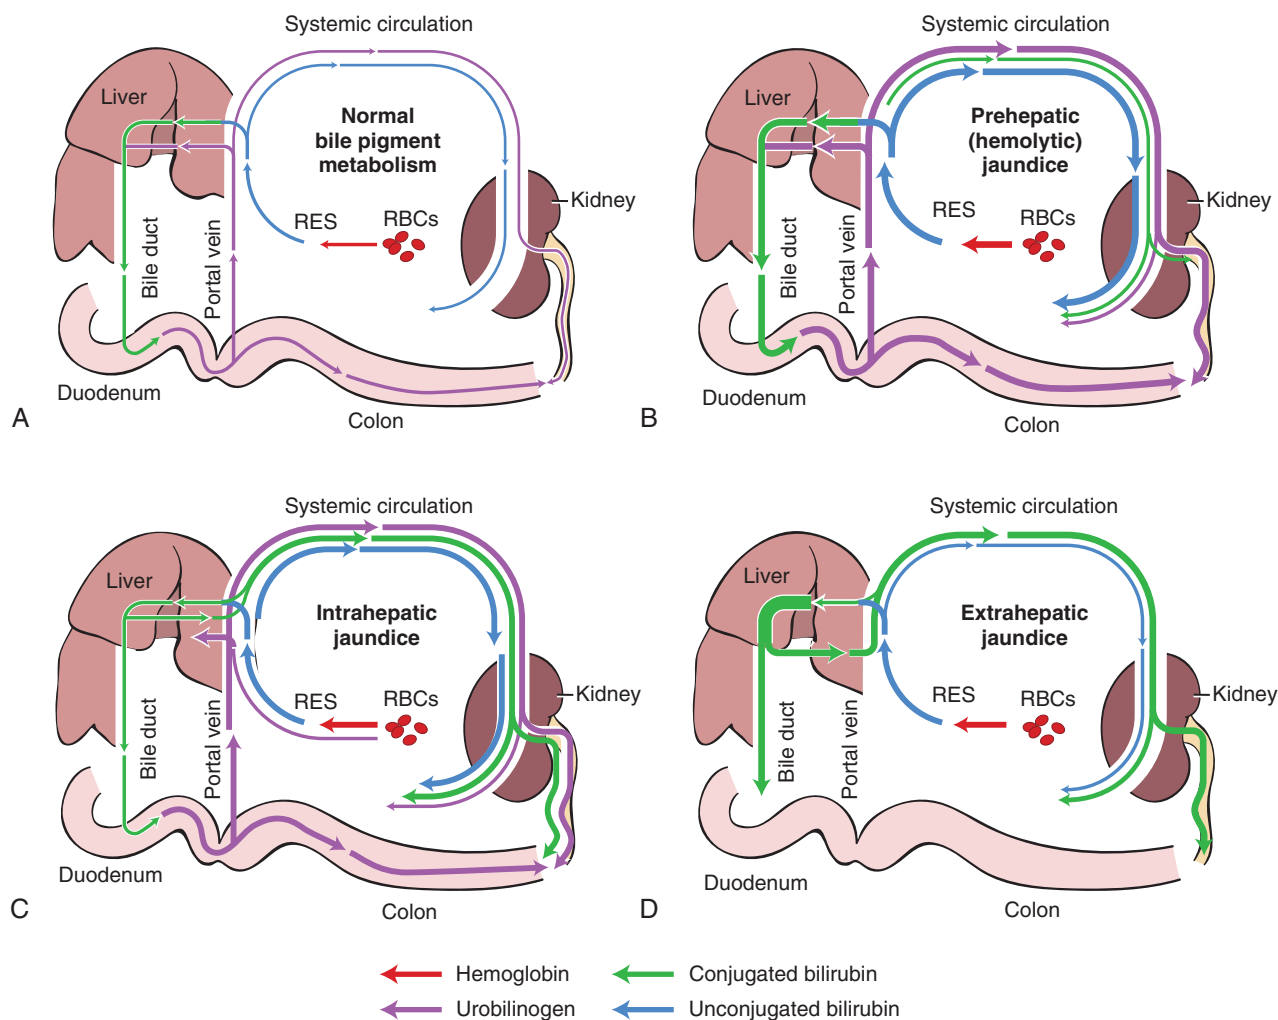 Systemic circulation
Liver
Normal
bile pigment
metabolism
RES
RBCs
Kidney
Bile duct
Portal vein
Duodenum
Colon
A
Systemic circulation
Liver
Prehepatic
(hemolytic)
jaundice
RES
RBCs
Kidney
Bile duct
Portal vein
Duodenum
Colon
B
Systemic circulation
Liver
Intrahepatic
jaundice
RES
RBCs
Kidney
Bile duct
Portal vein
Duodenum
Colon
C
Systemic circulation
Liver
Extrahepatic
jaundice
RES
RBCs
Kidney
Bile duct
Portal vein
Duodenum
Colon
D
Hemoglobin
Conjugated bilirubin
Urobilinogen
Unconjugated bilirubin